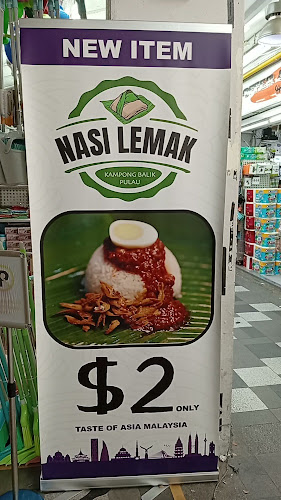 NEW ITEM
NASI LEMAK
KAMPONG BALIK
PULAU
$2 ONLY
TASTE OF ASIA MALAYSIA